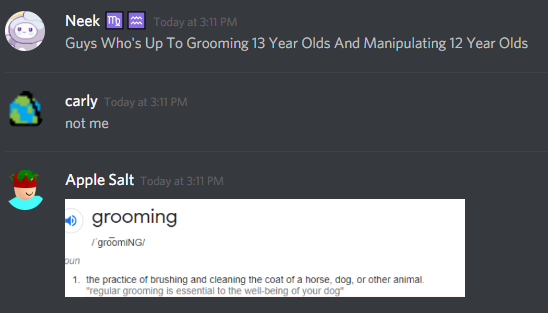 Neek ♍ ♒ Today at 3:11 PM
Guys Who's Up To Grooming 13 Year Olds And Manipulating 12 Year Olds
carly Today at 3:11 PM
not me
Apple Salt Today at 3:11 PM
grooming
/ˈgro͞omiNG/
oun
1. the practice of brushing and cleaning the coat of a horse, dog, or other animal.
"regular grooming is essential to the well-being of your dog"